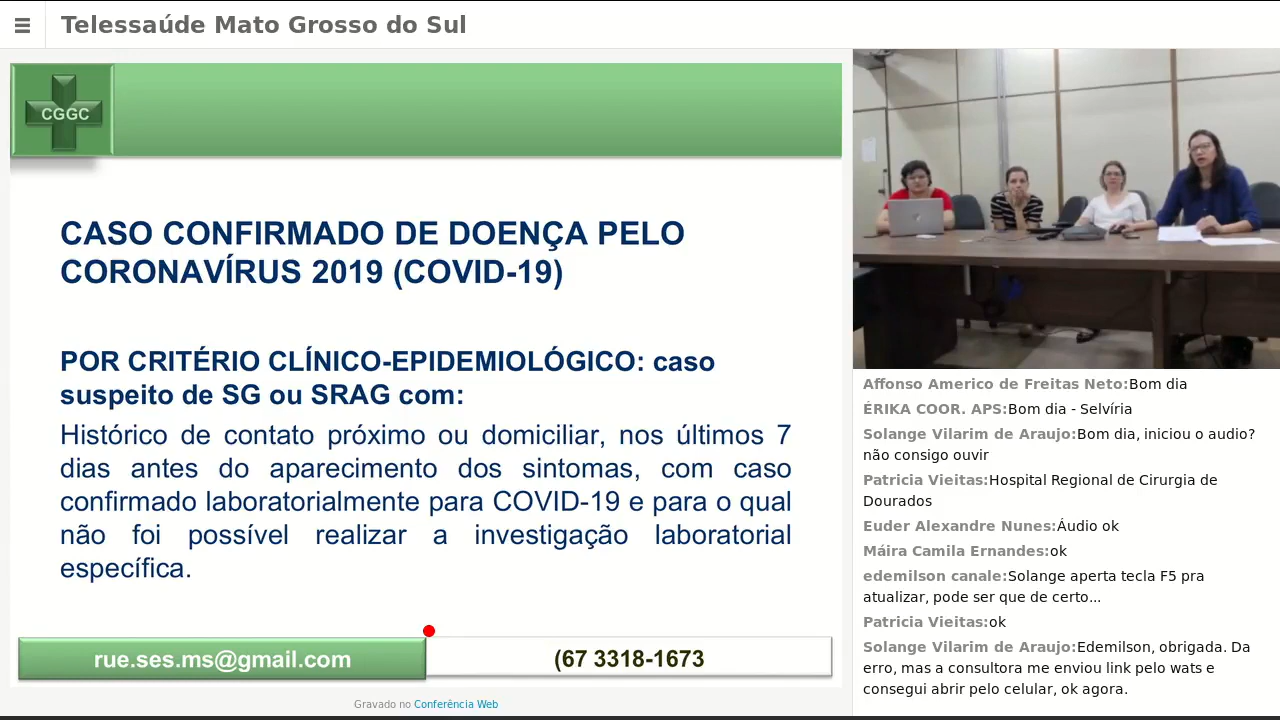 Telessaúde Mato Grosso do Sul
CGGC
CASO CONFIRMADO DE DOENÇA PELO
CORONAVÍRUS 2019 (COVID-19)
POR CRITÉRIO CLÍNICO-EPIDEMIOLÓGICO: caso
suspeito de SG ou SRAG com:
Histórico de contato próximo ou domiciliar, nos últimos 7
dias antes do aparecimento dos sintomas, com caso
confirmado laboratorialmente para COVID-19 e para o qual
não foi possível realizar a investigação laboratorial
específica.
rue.ses.ms@gmail.com
(67 3318-1673
Gravado no Conferência Web
Affonso Americo de Freitas Neto:Bom dia
ÉRIKA COOR. APS:Bom dia - Selvíria
Solange Vilarim de Araujo:Bom dia, iniciou o audio?
não consigo ouvir
Patricia Vieitas:Hospital Regional de Cirurgia de
Dourados
Euder Alexandre Nunes:Áudio ok
Máira Camila Ernandes:ok
edemilson canale:Solange aperta tecla F5 pra
atualizar, pode ser que de certo...
Patricia Vieitas:ok
Solange Vilarim de Araujo:Edemilson, obrigada. Da
erro, mas a consultora me enviou link pelo wats e
consegui abrir pelo celular, ok agora.